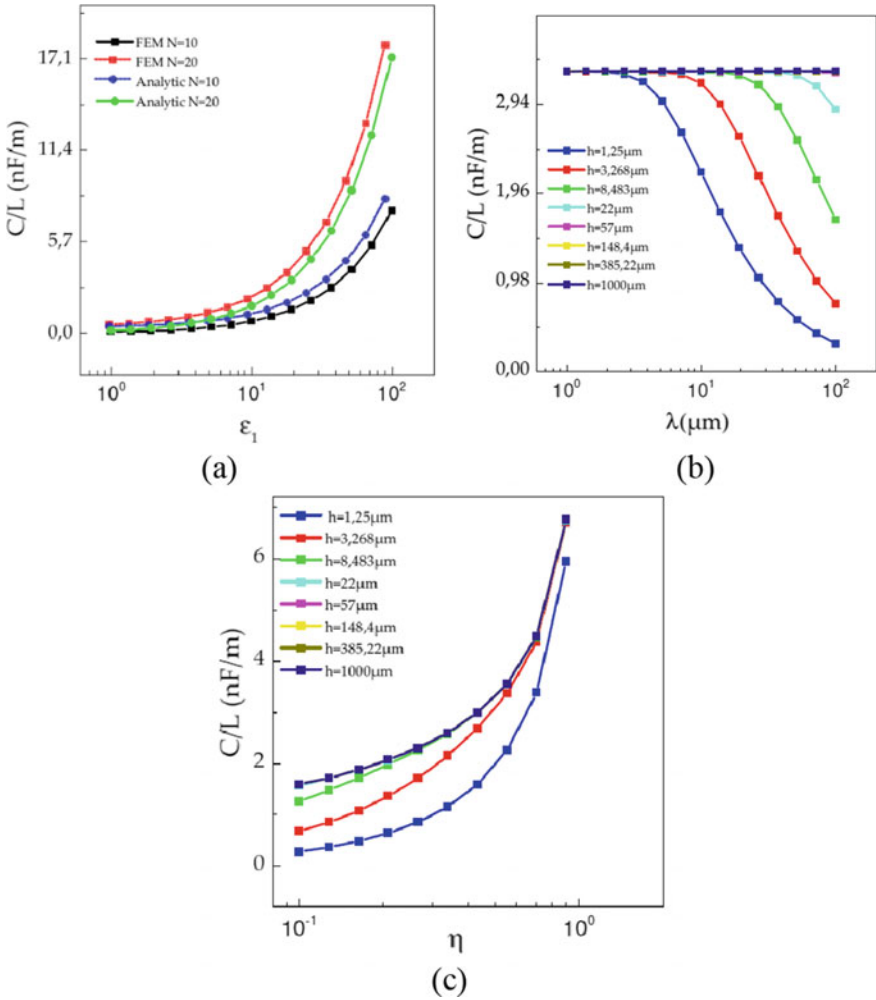 C/L (nF/m)
17,1
11,4
5,7
0,0
FEM N=10
FEM N=20
Analytic N=10
Analytic N=20
10⁰
10¹
10²
ε₁
(a)
C/L (nF/m)
2,94
1,96
0,98
0,00
h=1,25μm
h=3,268μm
h=8,483μm
h=22μm
h=57μm
h=148,4μm
h=385,22μm
h=1000μm
10⁰
10¹
10²
λ(μm)
(b)
C/L (nF/m)
6
4
2
0
h=1,25μm
h=3,268μm
h=8,483μm
h=22μm
h=57μm
h=148,4μm
h=385,22μm
h=1000μm
10⁻¹
10⁰
η
(c)